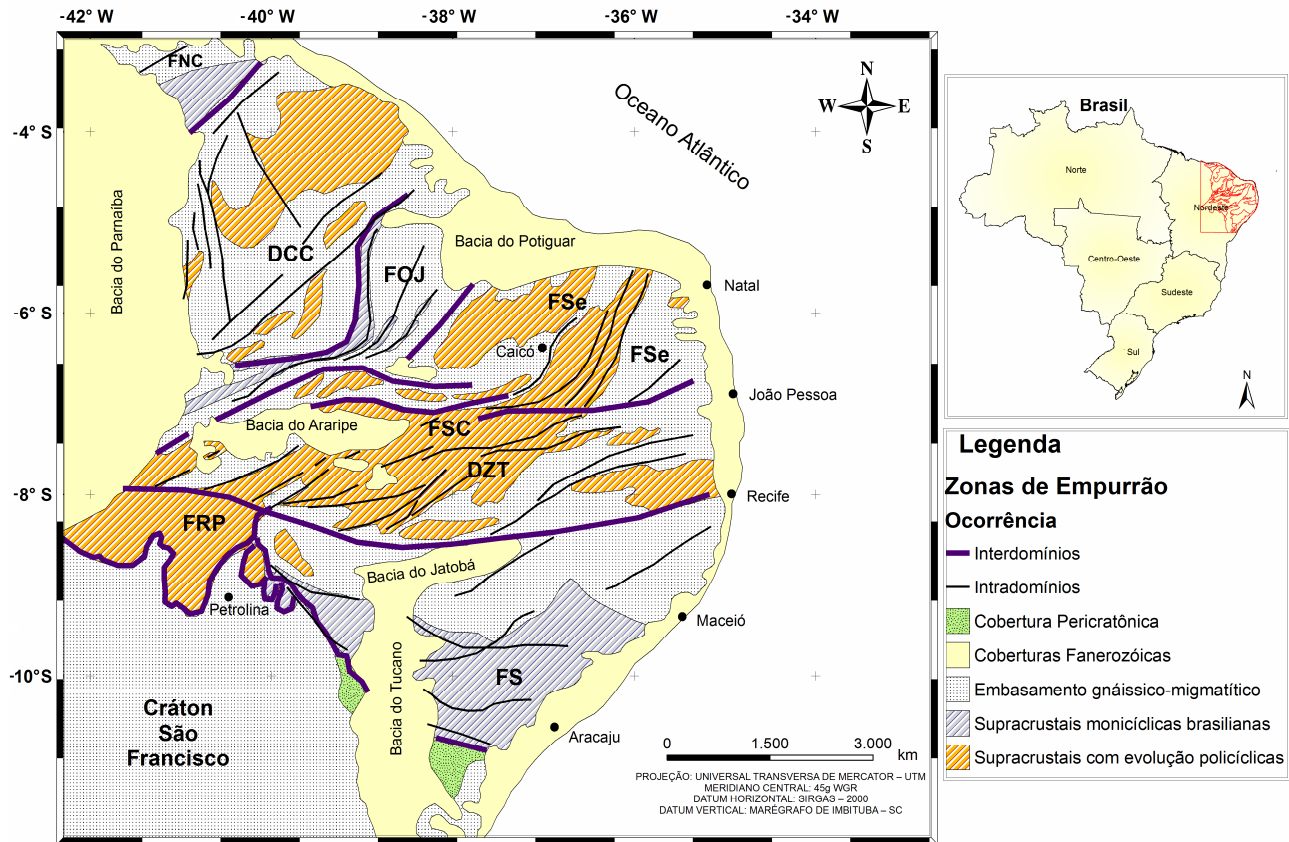 -42° W
-40° W
-38° W
-36° W
-34° W
-4° S
-6° S
-8° S
-10°S
FNC
Oceano Atlântico
N
W
E
S
Bacia do Parnaiba
DCC
FOJ
Bacia do Potiguar
Natal
FSe
Caicó
FSe
João Pessoa
Bacia do Araripe
FSC
DZT
Recife
FRP
Bacia do Jatobá
Petrolina
Maceió
FS
Bacia do Tucano
Cráton
São
Francisco
Aracaju
0
1.500
3.000
km
PROJEÇÃO: UNIVERSAL TRANSVERSA DE MERCATOR – UTM
MERIDIANO CENTRAL: 45g WGR
DATUM HORIZONTAL: SIRGAS – 2000
DATUM VERTICAL: MARÉGRAFO DE IMBITUBA – SC
Brasil
Norte
Nordeste
Centro-Oeste
Sudeste
Sul
N
Legenda
Zonas de Empurrão
Ocorrência
Interdomínios
Intradomínios
Cobertura Pericratônica
Coberturas Fanerozóicas
Embasamento gnáissico-migmatítico
Supracrustais monicíclicas brasilianas
Supracrustais com evolução policíclicas